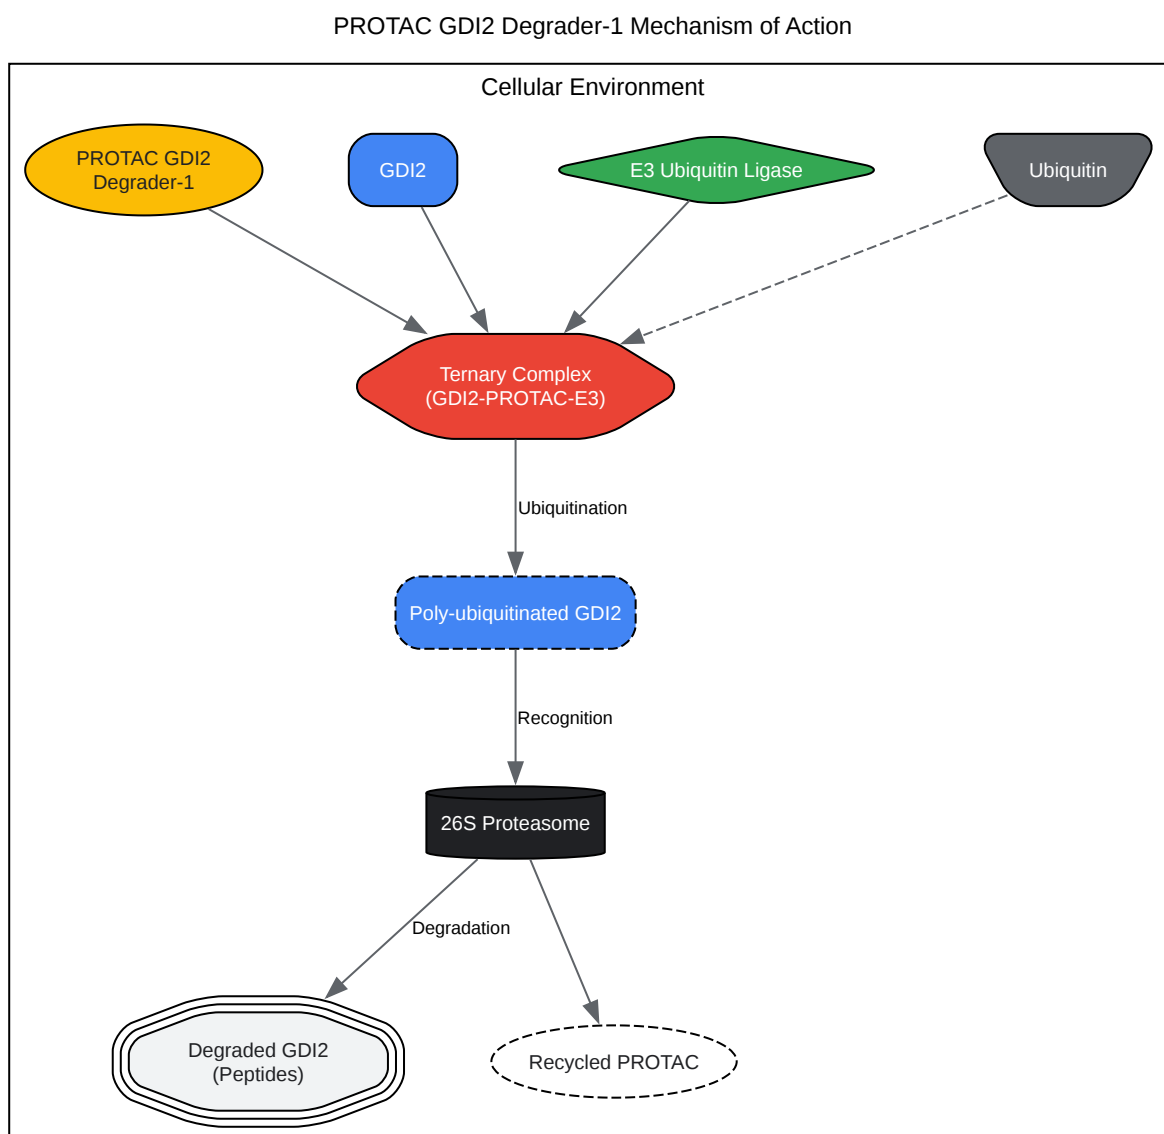 PROTAC GDI2 Degrader-1 Mechanism of Action
Cellular Environment
PROTAC GDI2
Degrader-1
GDI2
E3 Ubiquitin Ligase
Ubiquitin
Ternary Complex
(GDI2-PROTAC-E3)
Ubiquitination
Poly-ubiquitinated GDI2
Recognition
26S Proteasome
Degradation
Degraded GDI2
(Peptides)
Recycled PROTAC